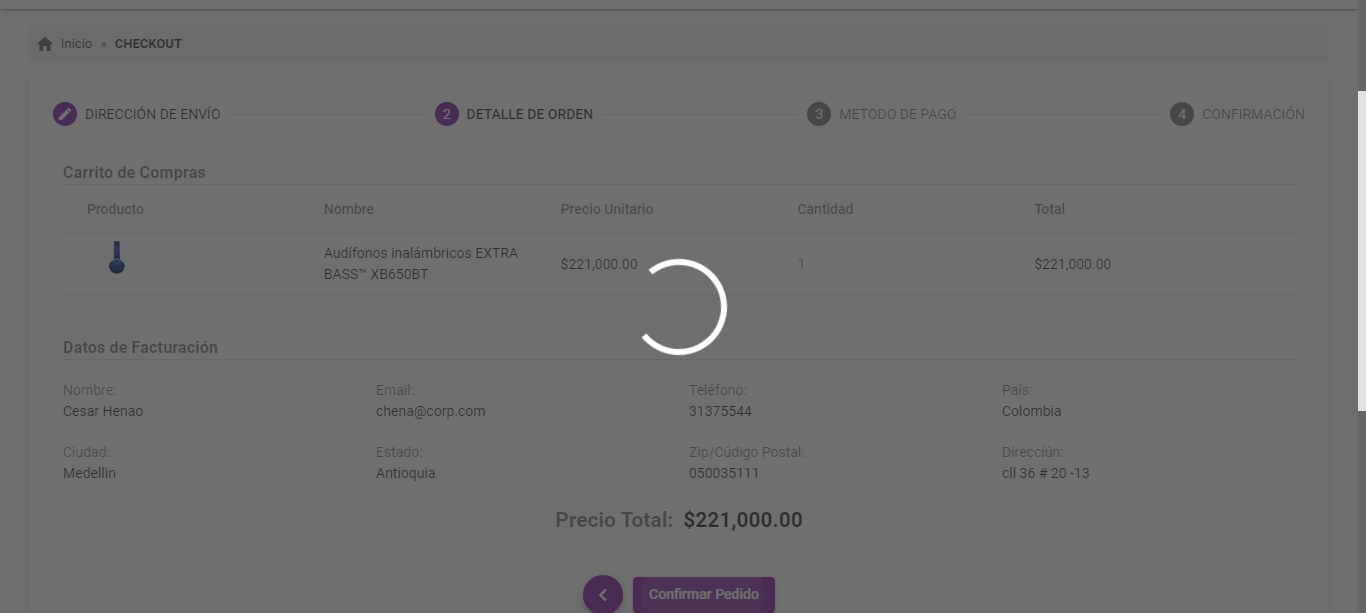 Inicio » CHECKOUT
DIRECCIÓN DE ENVÍO 2 DETALLE DE ORDEN 3 METODO DE PAGO 4 CONFIRMACIÓN
Carrito de Compras
Producto Nombre Precio Unitario Cantidad Total
Audífonos inalámbricos EXTRA
BASS™ XB650BT
$221,000.00 1 $221,000.00
Datos de Facturación
Nombre: Email: Teléfono: País:
Cesar Henao chena@corp.com 31375544 Colombia
Ciudad: Estado: Zip/Código Postal: Dirección:
Medellin Antioquia 050035111 cll 36 # 20 -13
Precio Total: $221,000.00
Confirmar Pedido